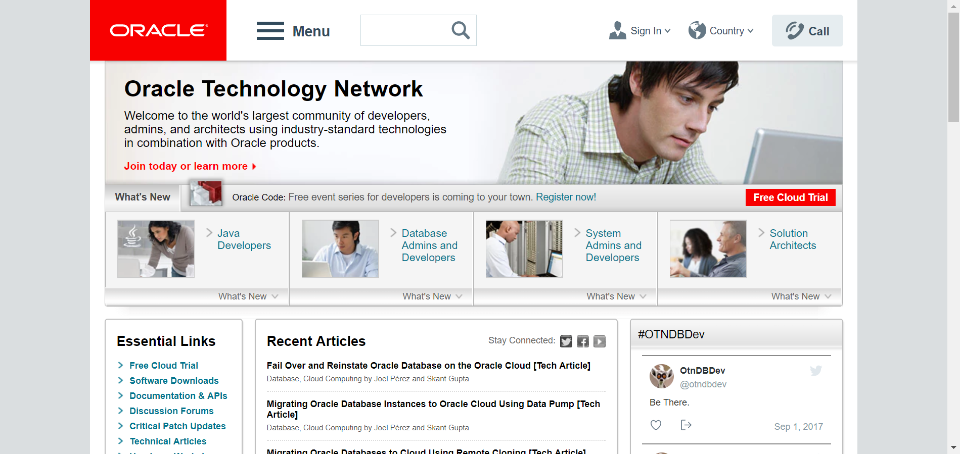 ORACLE
Menu
Sign In
Country
Call
Oracle Technology Network
Welcome to the world's largest community of developers,
admins, and architects using industry-standard technologies
in combination with Oracle products.
Join today or learn more
What's New
Oracle Code: Free event series for developers is coming to your town. Register now!
Free Cloud Trial
Java
Developers
Database
Admins and
Developers
System
Admins and
Developers
Solution
Architects
What's New
What's New
What's New
What's New
Essential Links
Free Cloud Trial
Software Downloads
Documentation & APIs
Discussion Forums
Critical Patch Updates
Technical Articles
Recent Articles
Stay Connected:
Fail Over and Reinstate Oracle Database on the Oracle Cloud [Tech Article]
Database, Cloud Computing by Joel Pérez and Skant Gupta
Migrating Oracle Database Instances to Oracle Cloud Using Data Pump [Tech
Article]
Database, Cloud Computing by Joel Pérez and Skant Gupta
Migrating Oracle Databases to Cloud Using Remote Cloning [Tech Article]
#OTNDBDev
OtnDBDev
@otndbdev
Be There.
Sep 1, 2017